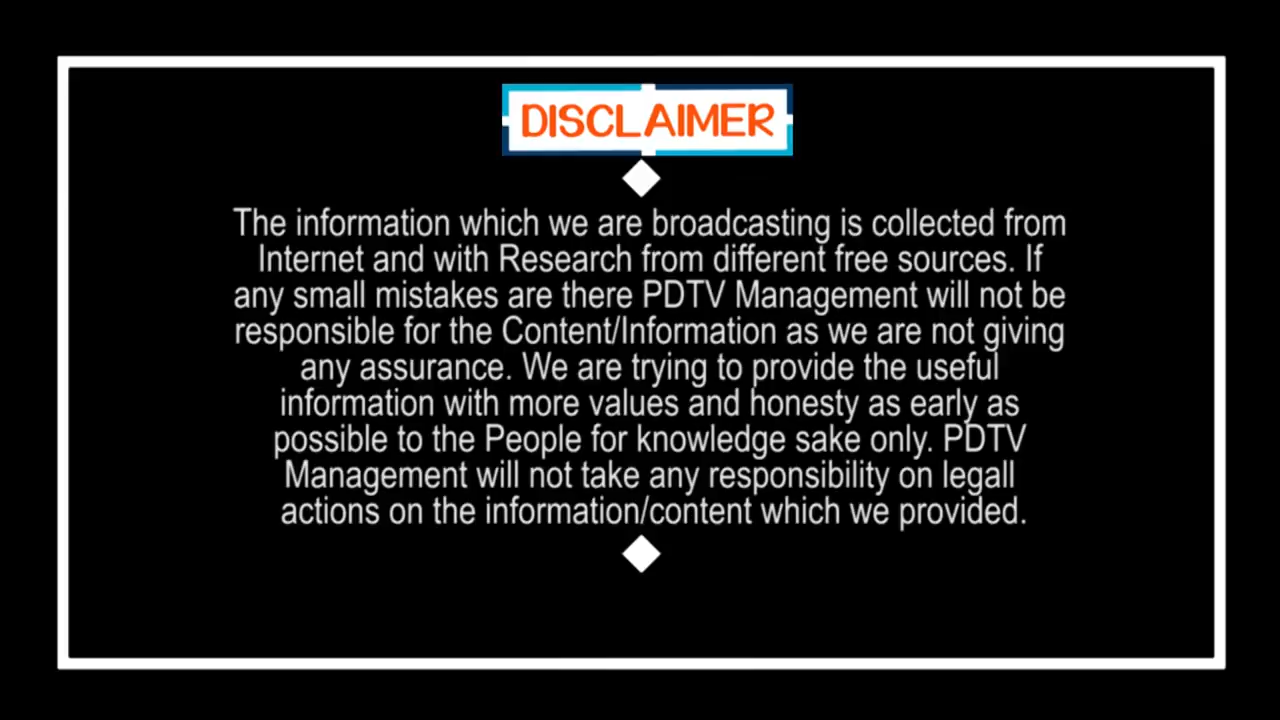 DISCLAIMER
The information which we are broadcasting is collected from
Internet and with Research from different free sources. If
any small mistakes are there PDTV Management will not be
responsible for the Content/Information as we are not giving
any assurance. We are trying to provide the useful
information with more values and honesty as early as
possible to the People for knowledge sake only. PDTV
Management will not take any responsibility on legall
actions on the information/content which we provided.